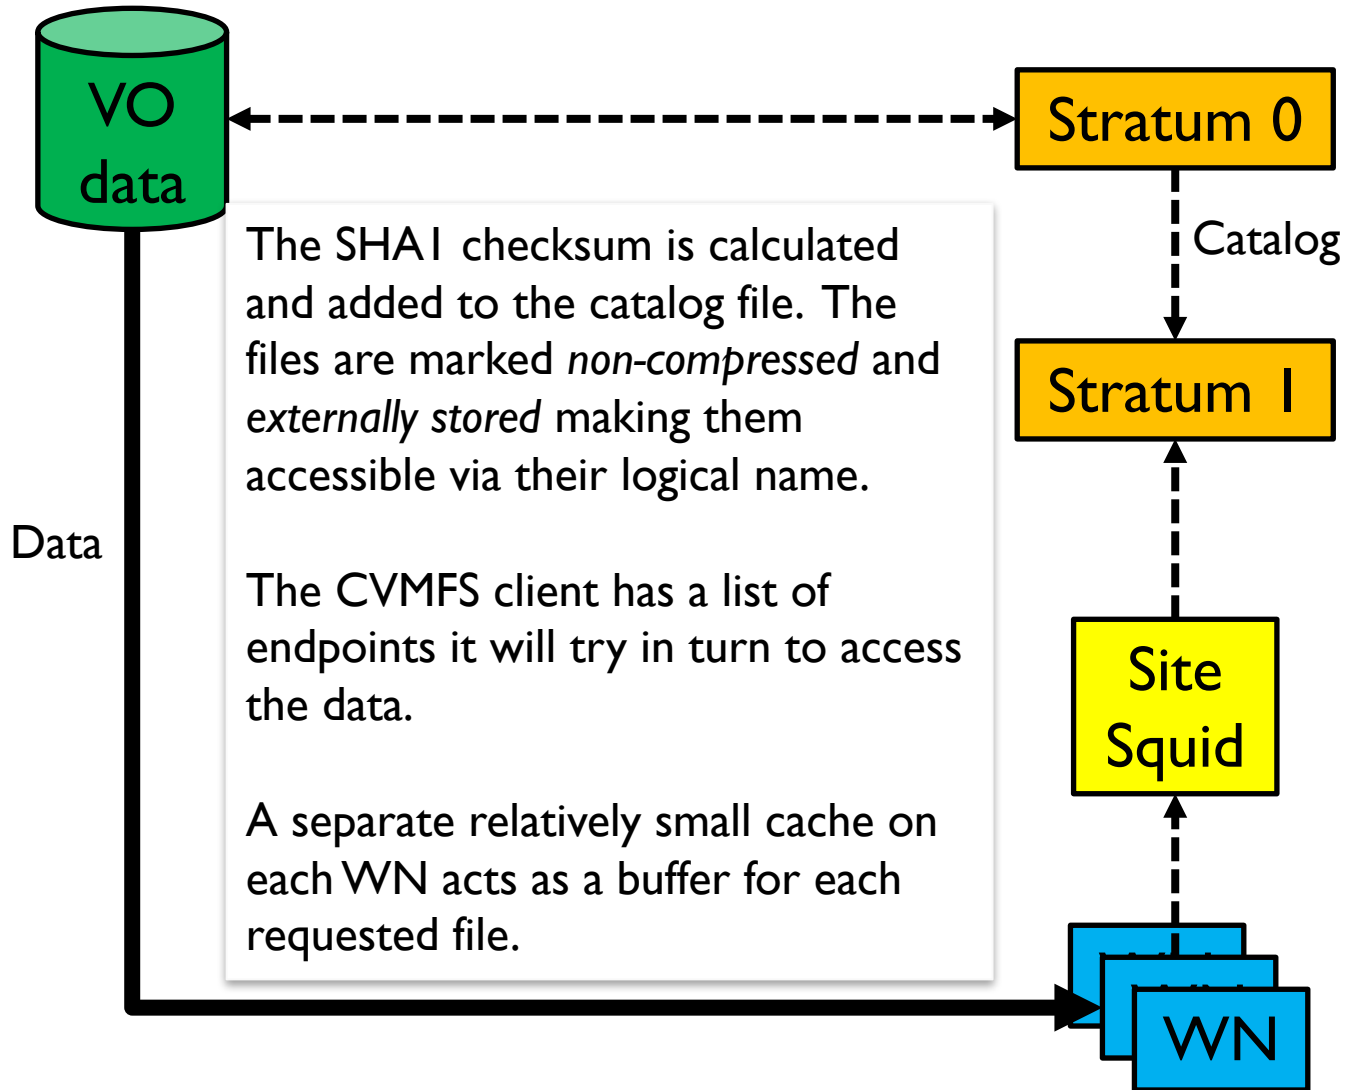 VO
data
Stratum 0
Catalog
The SHA1 checksum is calculated
and added to the catalog file. The
files are marked non-compressed and
externally stored making them
accessible via their logical name.
Stratum 1
Data
The CVMFS client has a list of
endpoints it will try in turn to access
the data.
Site
Squid
A separate relatively small cache on
each WN acts as a buffer for each
requested file.
WN